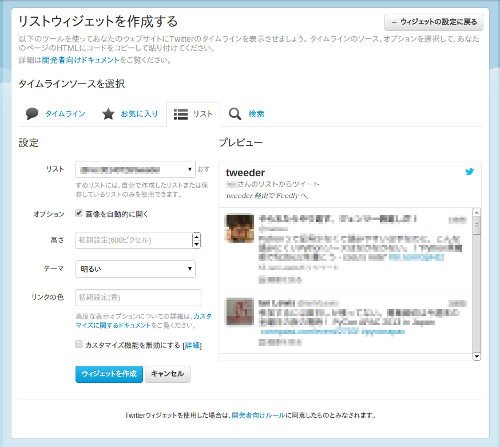 リストウィジェットを作成する
← ウィジェットの設定に戻る
以下のツールを使ってあなたのウェブサイトにTwitterのタイムラインを表示させましょう。タイムラインのソース、オプションを選択して、あなた
のページのHTMLにコードをコピーして貼り付けてください。
詳細は開発者向けドキュメントをご覧ください。
タイムラインソースを選択
タイムライン
お気に入り
リスト
検索
設定
リスト
おす
すめリストには、自分で作成したリストまたは保
存しているリストのみを使用できます。
オプション
画像を自動的に開く
高さ
初期設定(600ピクセル)
テーマ
明るい
リンクの色
初期設定(青)
高度な表示オプションについての詳細は、カスタ
マイズに関するドキュメントをご覧ください。
カスタマイズ機能を無効にする [詳細]
ウィジェットを作成
キャンセル
プレビュー
tweeder
さんのリストからツイート
tweeder 経由で Feedly へ。
Twitterウィジェットを使用した場合は、開発者向けルールに同意したものとみなされます。